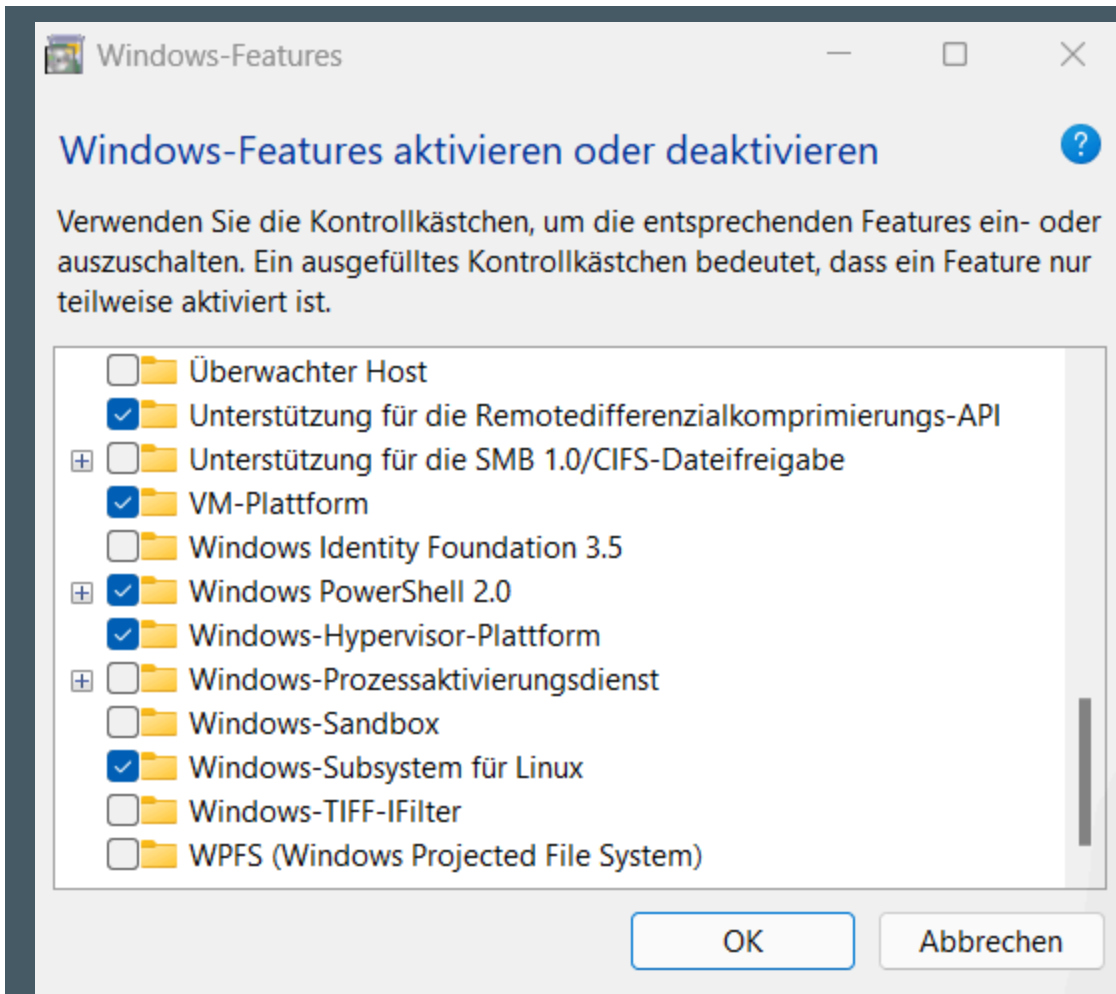 Windows-Features
Windows-Features aktivieren oder deaktivieren
?
Verwenden Sie die Kontrollkästchen, um die entsprechenden Features ein- oder
auszuschalten. Ein ausgefülltes Kontrollkästchen bedeutet, dass ein Feature nur
teilweise aktiviert ist.
Überwachter Host
Unterstützung für die Remotedifferenzialkomprimierungs-API
Unterstützung für die SMB 1.0/CIFS-Dateifreigabe
VM-Plattform
Windows Identity Foundation 3.5
Windows PowerShell 2.0
Windows-Hypervisor-Plattform
Windows-Prozessaktivierungsdienst
Windows-Sandbox
Windows-Subsystem für Linux
Windows-TIFF-IFilter
WPFS (Windows Projected File System)
OK Abbrechen